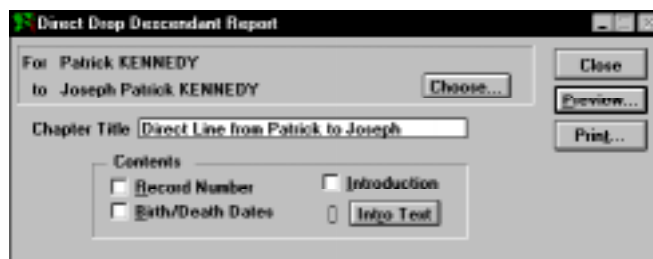 Direct Drop Descendant Report
For Patrick KENNEDY
to Joseph Patrick KENNEDY
Choose...
Close
Preview...
Print...
Chapter Title Direct Line from Patrick to Joseph
Contents
Record Number
Introduction
Birth/Death Dates
Intro Text